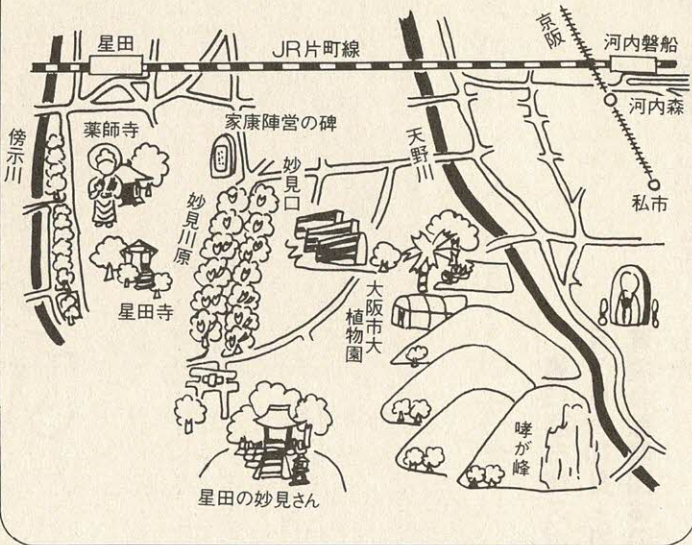 星田
JR片町線
京阪
河内磐船
河内森
私市
傍示川
薬師寺
家康陣営の碑
妙見口
天野川
妙見川原
星田寺
大阪市大
植物園
哮が峰
星田の妙見さん